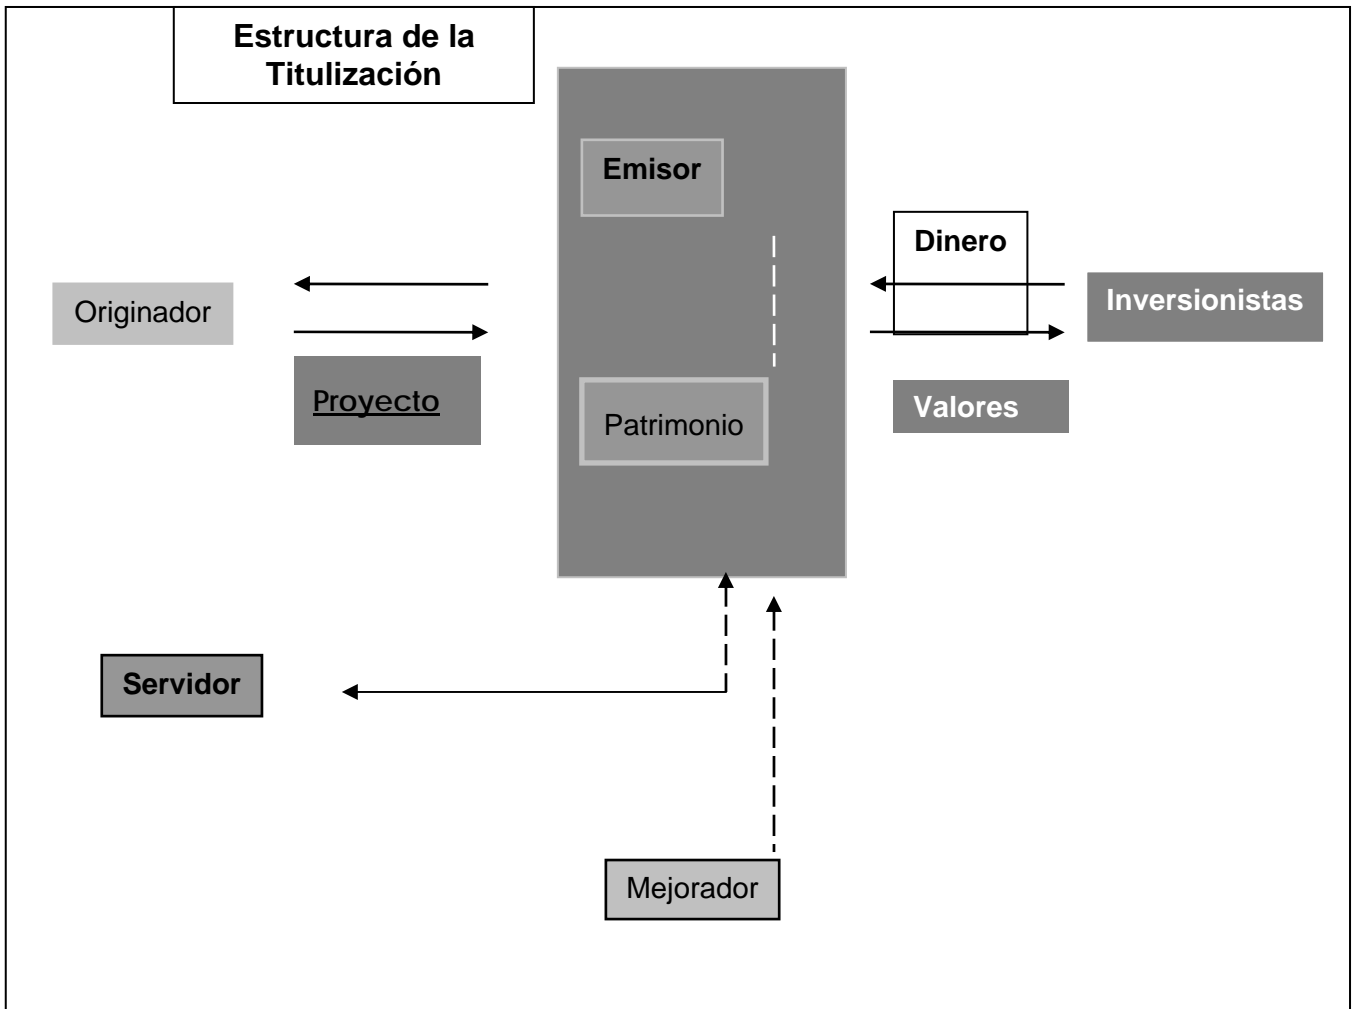 Estructura de la
Titulización
Emisor
Dinero
Originador
Inversionistas
Proyecto
Valores
Patrimonio
Servidor
Mejorador